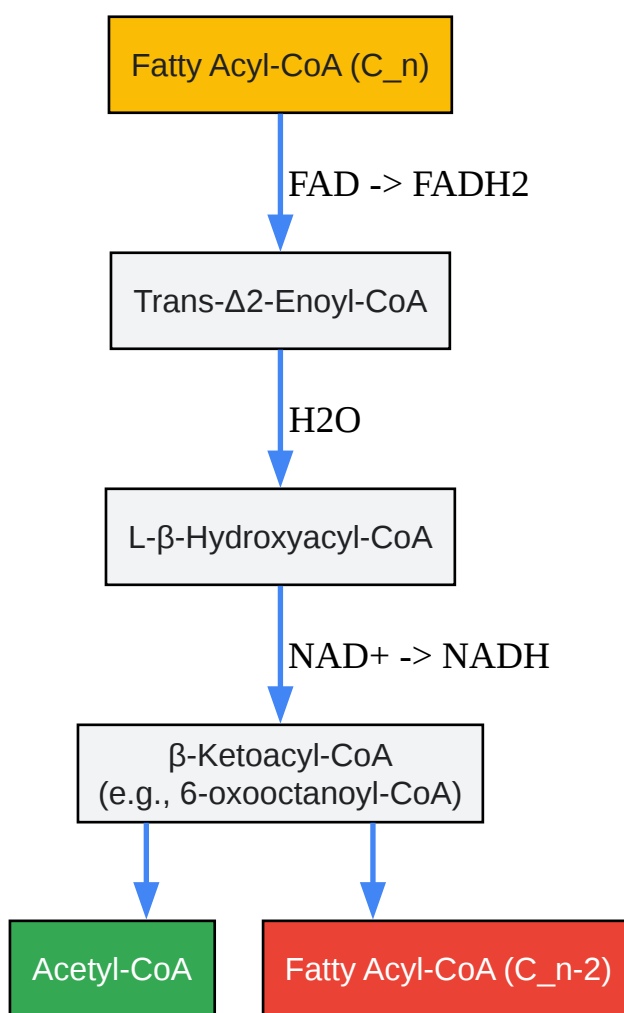 Fatty Acyl-CoA (C_n)
FAD -> FADH2
Trans-Δ2-Enoyl-CoA
H2O
L-β-Hydroxyacyl-CoA
NAD+ -> NADH
β-Ketoacyl-CoA
(e.g., 6-oxooctanoyl-CoA)
Acetyl-CoA
Fatty Acyl-CoA (C_n-2)